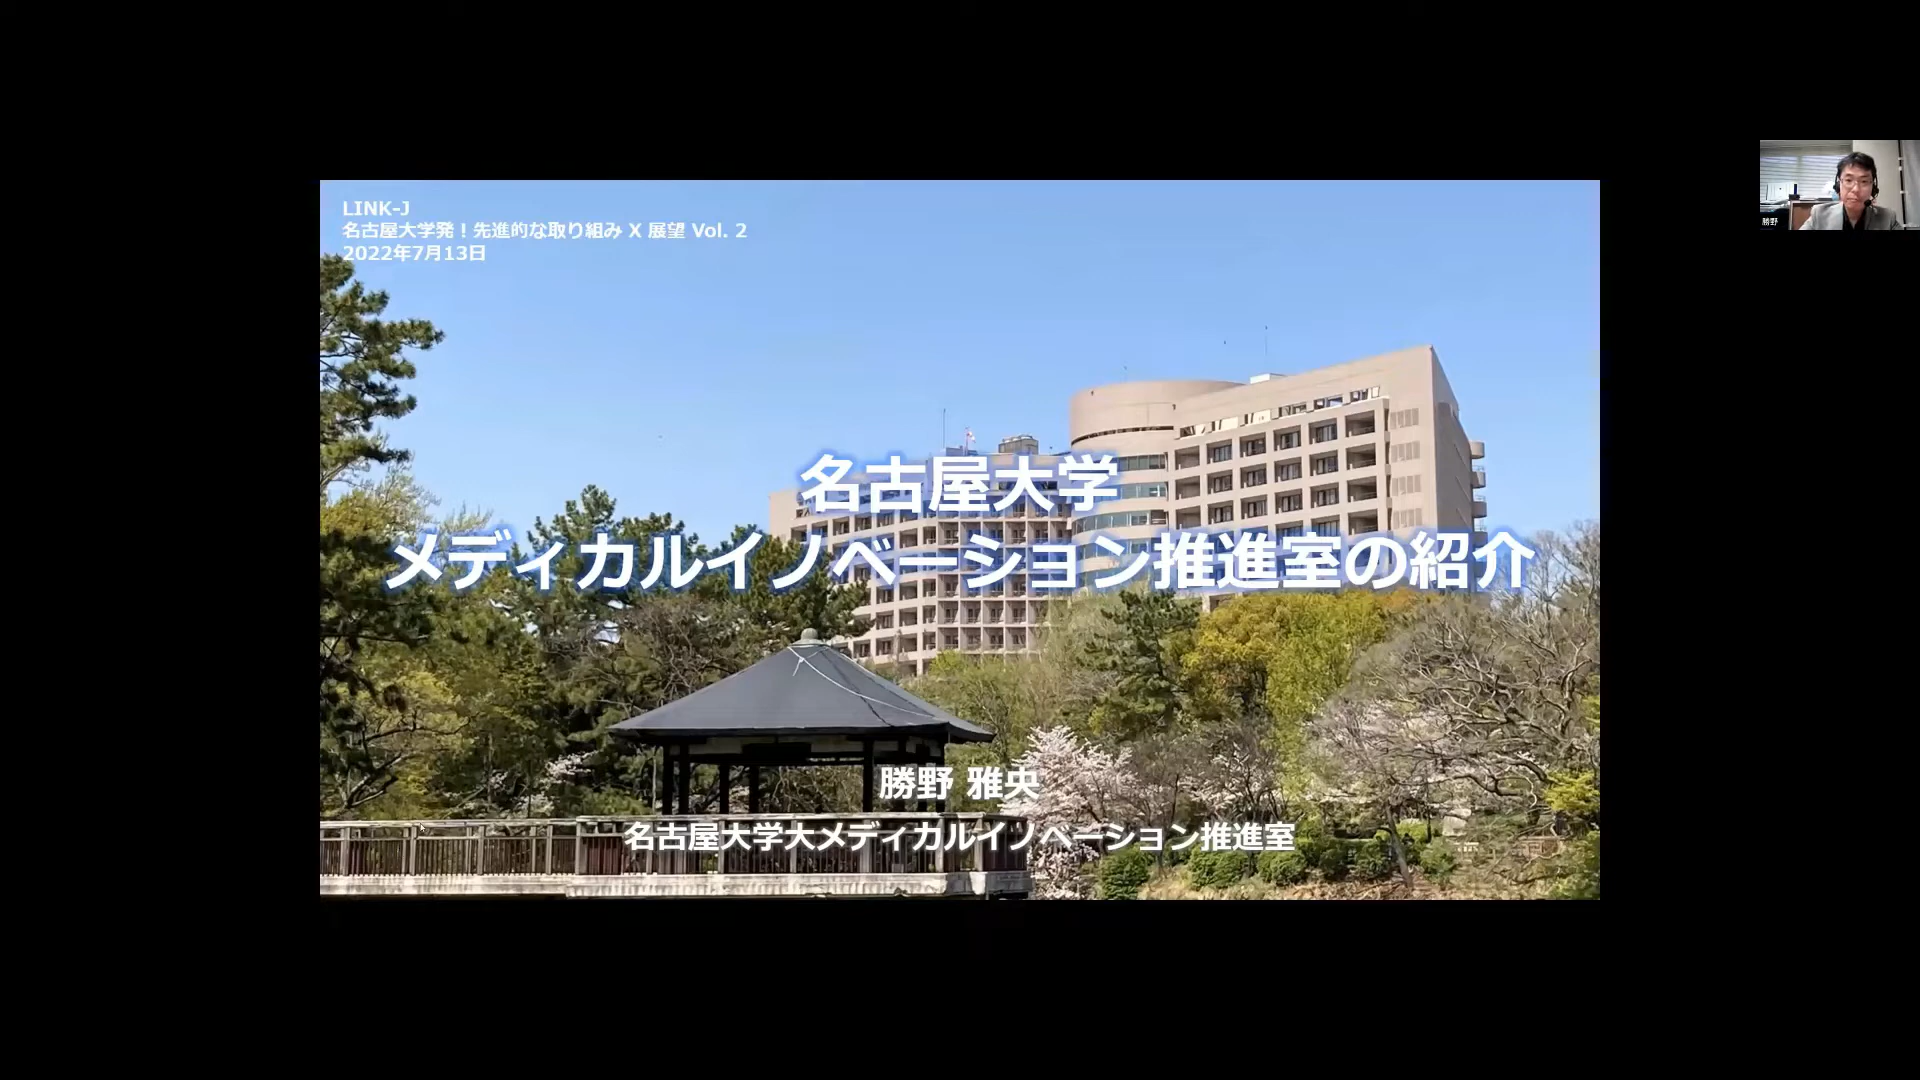 LINK-J
名古屋大学発！先進的な取り組み X 展望 Vol. 2
2022年7月13日
名古屋大学
メディカルイノベーション推進室の紹介
勝野 雅央
名古屋大学大メディカルイノベーション推進室
勝野